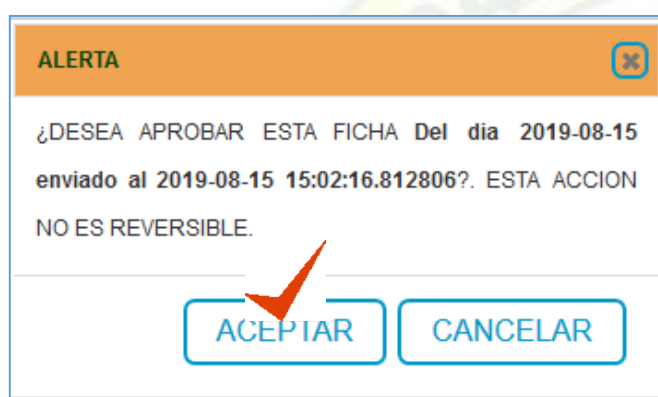 ALERTA
¿DESEA APROBAR ESTA FICHA Del dia 2019-08-15
enviado al 2019-08-15 15:02:16.812806?. ESTA ACCION
NO ES REVERSIBLE.
ACEPTAR CANCELAR